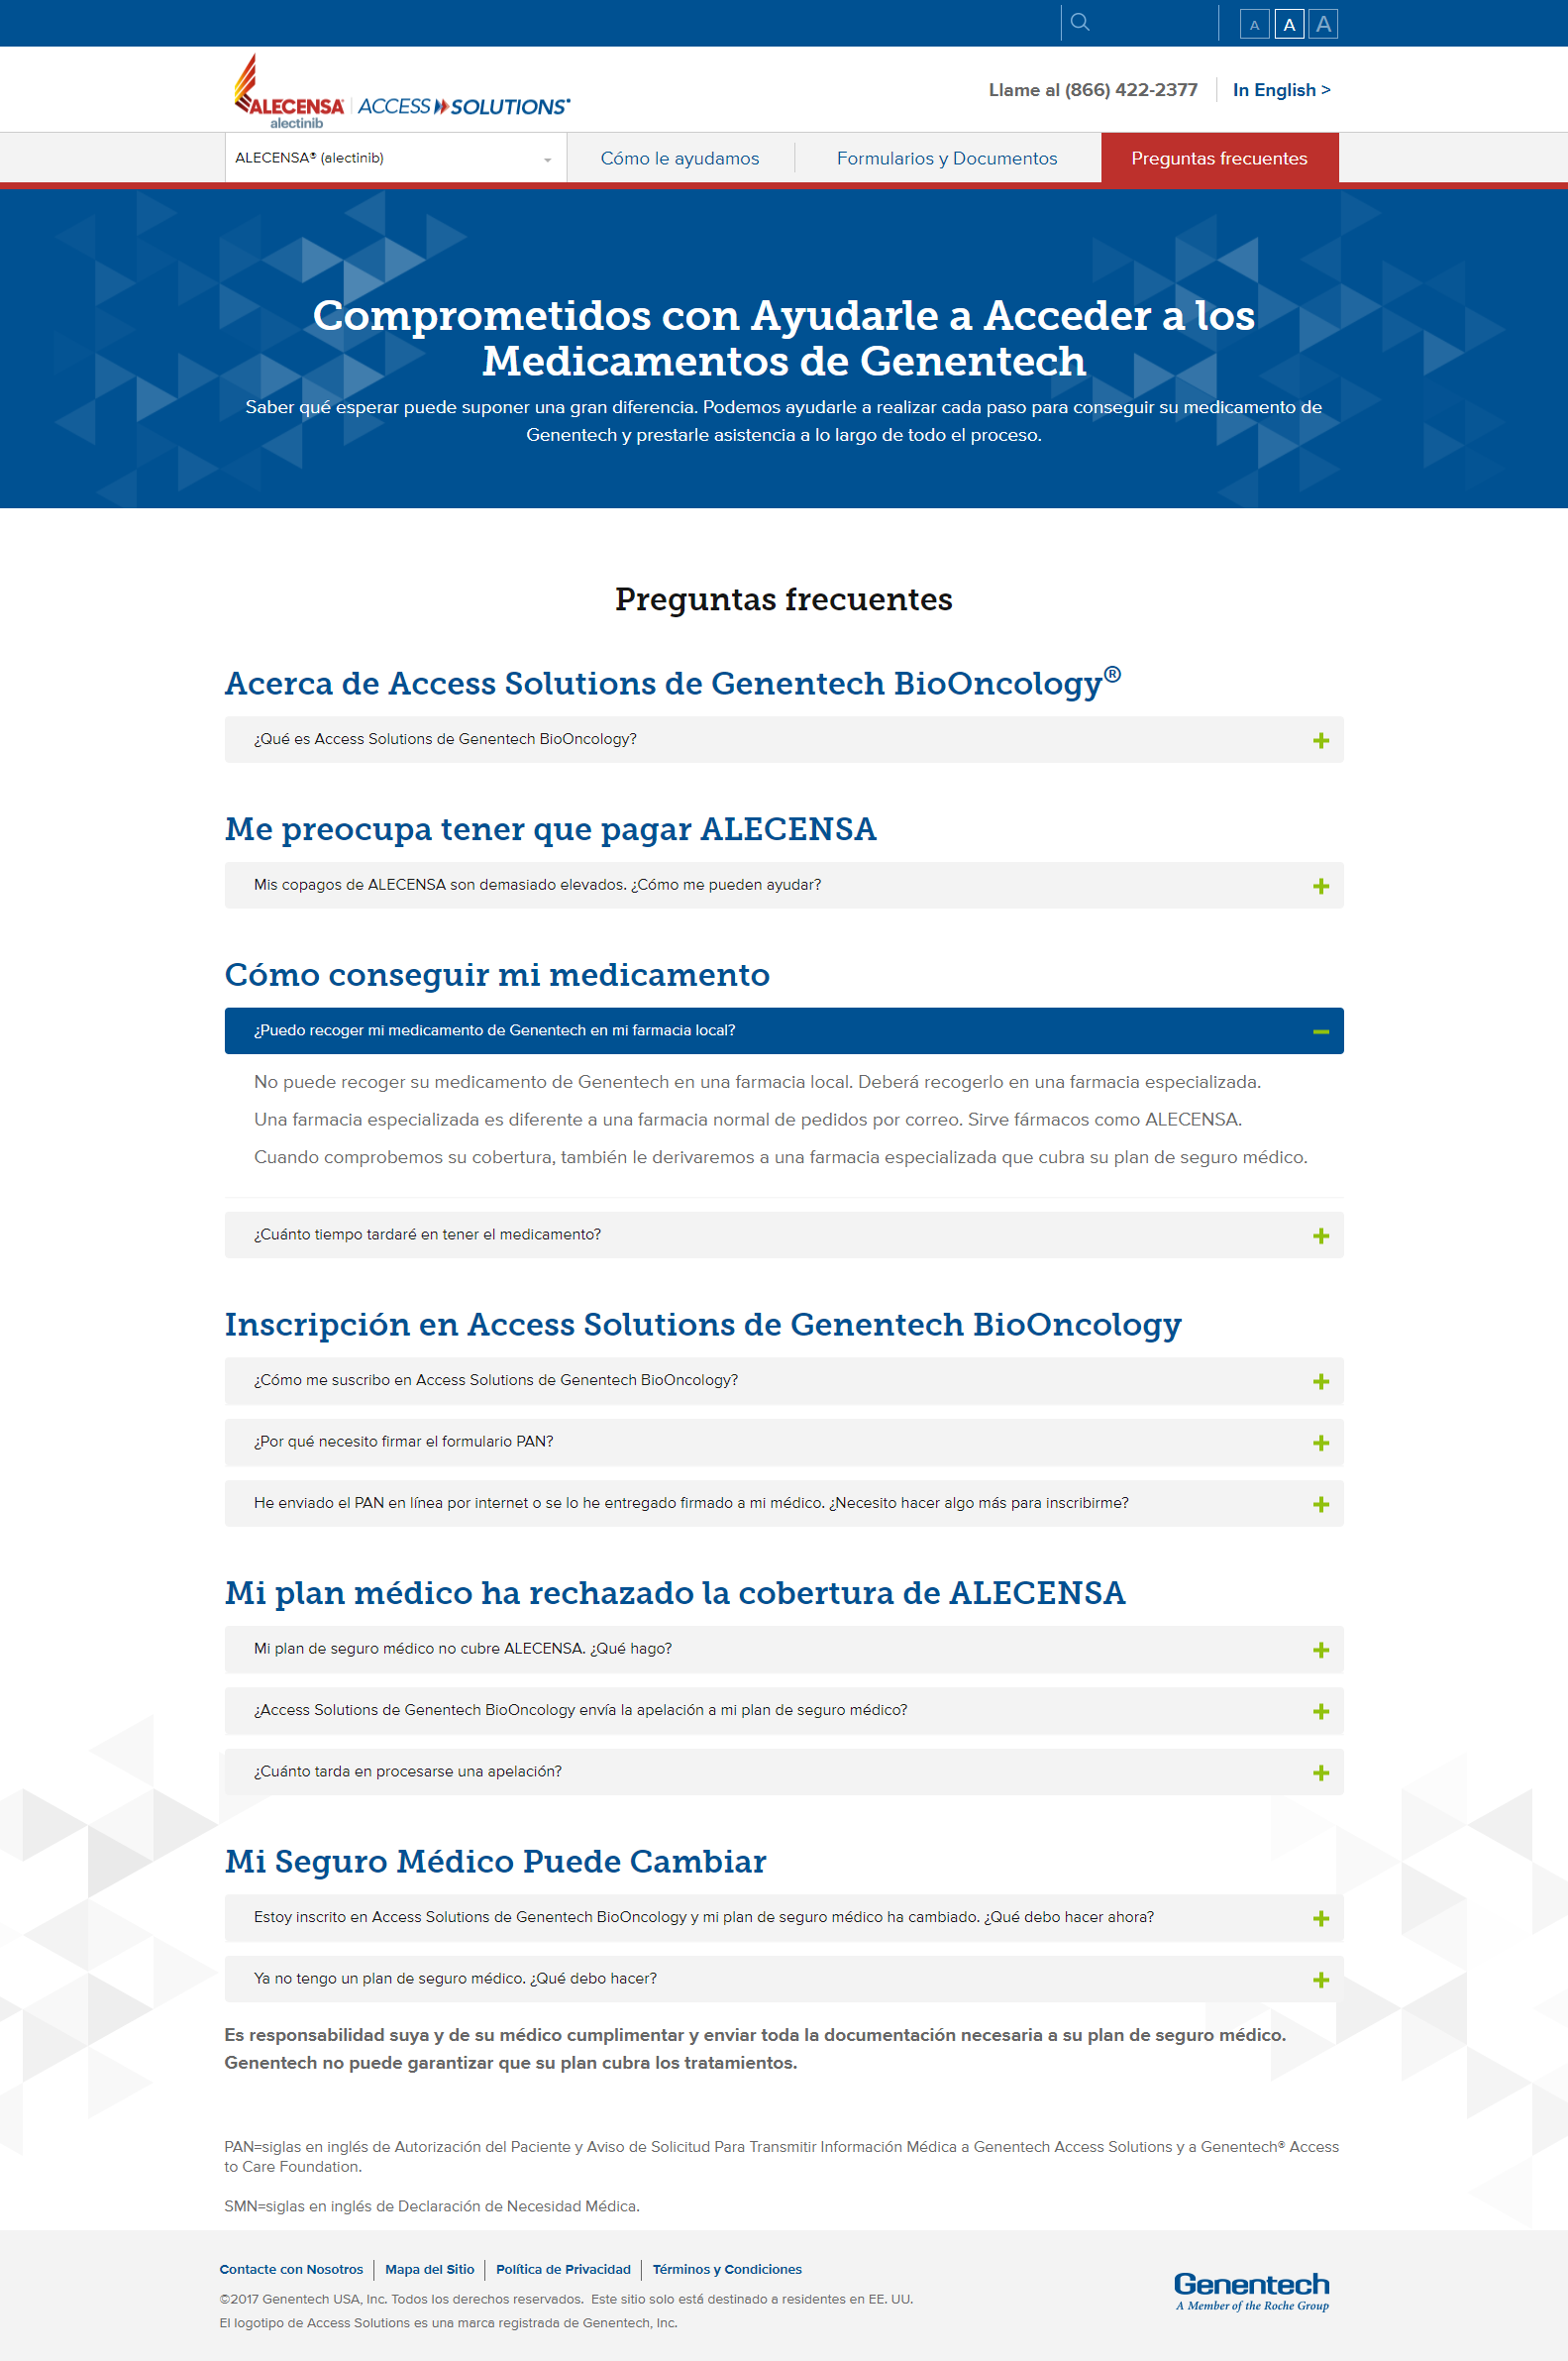 A A A
ALECENSA® alectinib | ACCESS SOLUTIONS®
Llame al (866) 422-2377
In English >
ALECENSA® (alectinib)
Cómo le ayudamos
Formularios y Documentos
Preguntas frecuentes
Comprometidos con Ayudarle a Acceder a los
Medicamentos de Genentech
Saber qué esperar puede suponer una gran diferencia. Podemos ayudarle a realizar cada paso para conseguir su medicamento de
Genentech y prestarle asistencia a lo largo de todo el proceso.
Preguntas frecuentes
Acerca de Access Solutions de Genentech BioOncology®
¿Qué es Access Solutions de Genentech BioOncology?
Me preocupa tener que pagar ALECENSA
Mis copagos de ALECENSA son demasiado elevados. ¿Cómo me pueden ayudar?
Cómo conseguir mi medicamento
¿Puedo recoger mi medicamento de Genentech en mi farmacia local?
No puede recoger su medicamento de Genentech en una farmacia local. Deberá recogerlo en una farmacia especializada.
Una farmacia especializada es diferente a una farmacia normal de pedidos por correo. Sirve fármacos como ALECENSA.
Cuando comprobemos su cobertura, también le derivaremos a una farmacia especializada que cubra su plan de seguro médico.
¿Cuánto tiempo tardaré en tener el medicamento?
Inscripción en Access Solutions de Genentech BioOncology
¿Cómo me suscribo en Access Solutions de Genentech BioOncology?
¿Por qué necesito firmar el formulario PAN?
He enviado el PAN en línea por internet o se lo he entregado firmado a mi médico. ¿Necesito hacer algo más para inscribirme?
Mi plan médico ha rechazado la cobertura de ALECENSA
Mi plan de seguro médico no cubre ALECENSA. ¿Qué hago?
¿Access Solutions de Genentech BioOncology envía la apelación a mi plan de seguro médico?
¿Cuánto tarda en procesarse una apelación?
Mi Seguro Médico Puede Cambiar
Estoy inscrito en Access Solutions de Genentech BioOncology y mi plan de seguro médico ha cambiado. ¿Qué debo hacer ahora?
Ya no tengo un plan de seguro médico. ¿Qué debo hacer?
Es responsabilidad suya y de su médico cumplimentar y enviar toda la documentación necesaria a su plan de seguro médico.
Genentech no puede garantizar que su plan cubra los tratamientos.
PAN=siglas en inglés de Autorización del Paciente y Aviso de Solicitud Para Transmitir Información Médica a Genentech Access Solutions y a Genentech® Access
to Care Foundation.
SMN=siglas en inglés de Declaración de Necesidad Médica.
Contacte con Nosotros | Mapa del Sitio | Política de Privacidad | Términos y Condiciones
©2017 Genentech USA, Inc. Todos los derechos reservados. Este sitio solo está destinado a residentes en EE. UU.
El logotipo de Access Solutions es una marca registrada de Genentech, Inc.
Genentech
A Member of the Roche Group